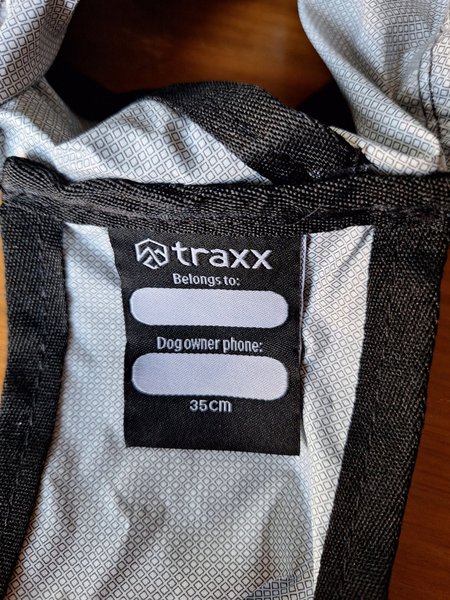 traxx
Belongs to:
Dog owner phone:
35cm